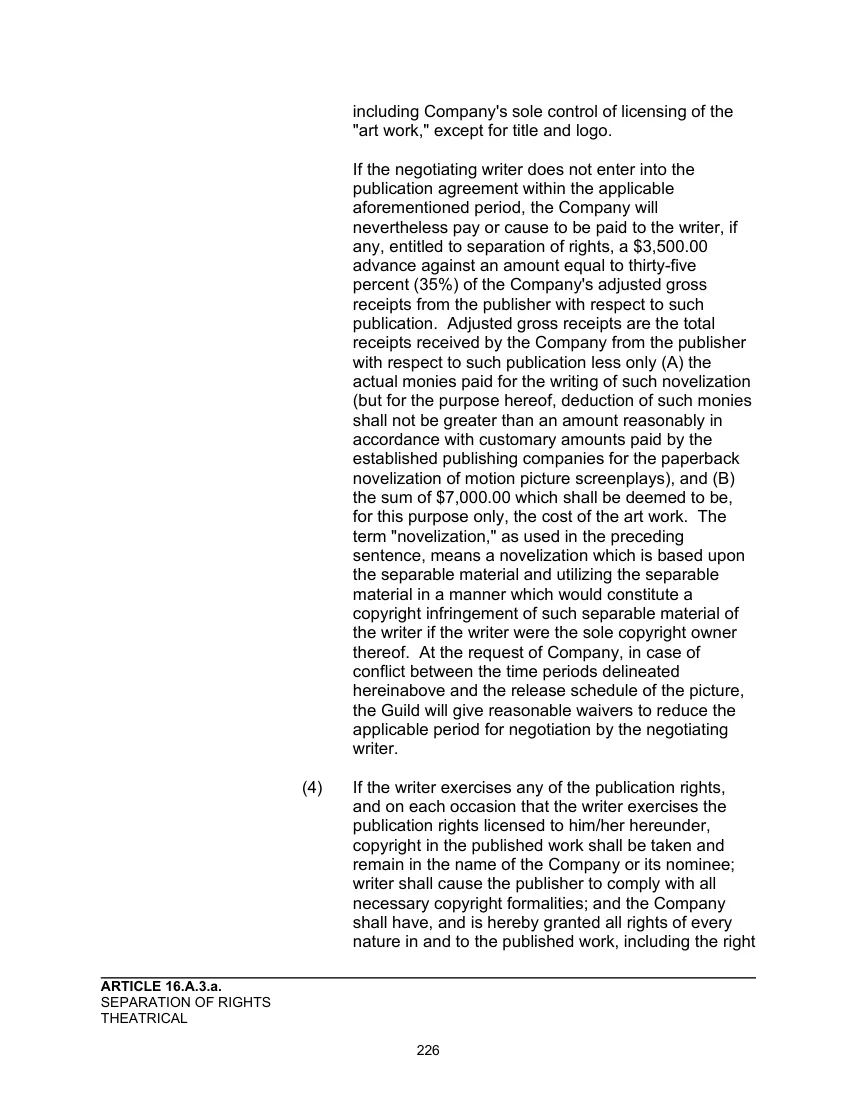 including Company's sole control of licensing of the
"art work," except for title and logo.
If the negotiating writer does not enter into the
publication agreement within the applicable
aforementioned period, the Company will
nevertheless pay or cause to be paid to the writer, if
any, entitled to separation of rights, a $3,500.00
advance against an amount equal to thirty-five
percent (35%) of the Company's adjusted gross
receipts from the publisher with respect to such
publication.  Adjusted gross receipts are the total
receipts received by the Company from the publisher
with respect to such publication less only (A) the
actual monies paid for the writing of such novelization
(but for the purpose hereof, deduction of such monies
shall not be greater than an amount reasonably in
accordance with customary amounts paid by the
established publishing companies for the paperback
novelization of motion picture screenplays), and (B)
the sum of $7,000.00 which shall be deemed to be,
for this purpose only, the cost of the art work.  The
term "novelization," as used in the preceding
sentence, means a novelization which is based upon
the separable material and utilizing the separable
material in a manner which would constitute a
copyright infringement of such separable material of
the writer if the writer were the sole copyright owner
thereof.  At the request of Company, in case of
conflict between the time periods delineated
hereinabove and the release schedule of the picture,
the Guild will give reasonable waivers to reduce the
applicable period for negotiation by the negotiating
writer.
(4) If the writer exercises any of the publication rights,
and on each occasion that the writer exercises the
publication rights licensed to him/her hereunder,
copyright in the published work shall be taken and
remain in the name of the Company or its nominee;
writer shall cause the publisher to comply with all
necessary copyright formalities; and the Company
shall have, and is hereby granted all rights of every
nature in and to the published work, including the right
ARTICLE 16.A.3.a.
SEPARATION OF RIGHTS
THEATRICAL
226